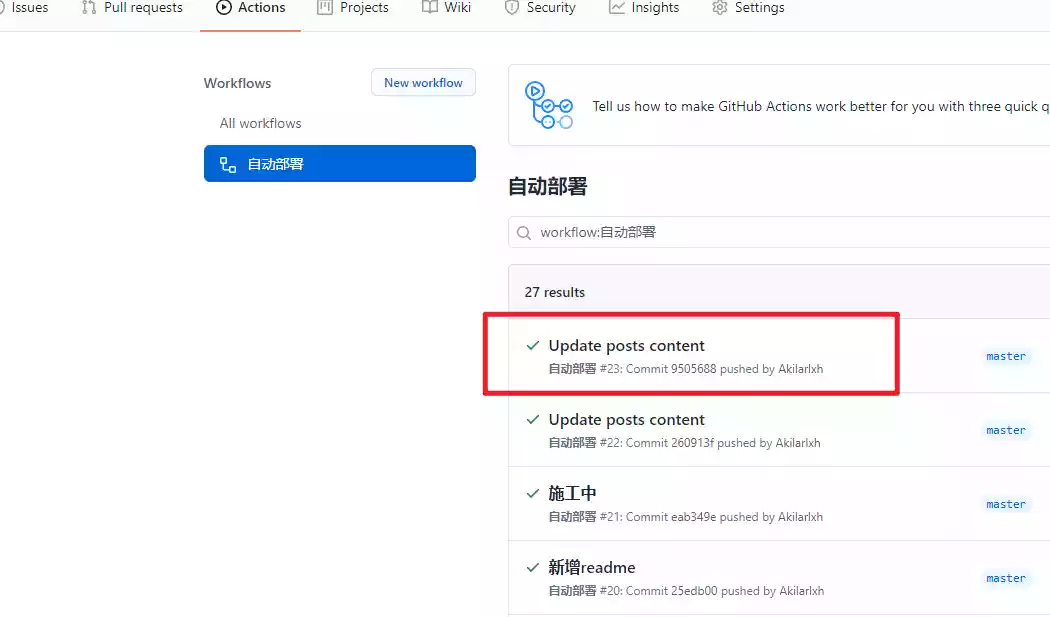 Issues Pull requests Actions Projects Wiki Security Insights Settings
Workflows New workflow
All workflows
自动部署
Tell us how to make GitHub Actions work better for you with three quick q
自动部署
workflow:自动部署
27 results
Update posts content
自动部署 #23: Commit 9505688 pushed by Akilarlxh
master
Update posts content
自动部署 #22: Commit 260913f pushed by Akilarlxh
master
施工中
自动部署 #21: Commit eab349e pushed by Akilarlxh
master
新增readme
自动部署 #20: Commit 25edb00 pushed by Akilarlxh
master